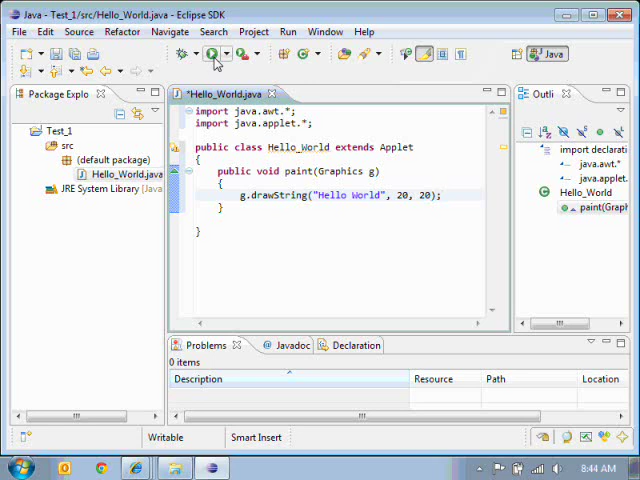 Java - Test_1/src/Hello_World.java - Eclipse SDK
File Edit Source Refactor Navigate Search Project Run Window Help
Java
Package Explo
*Hello_World.java
Outli
Test_1
src
(default package)
Hello_World.java
JRE System Library [Java
import java.awt.*;
import java.applet.*;
public class Hello_World extends Applet
{
public void paint(Graphics g)
{
g.drawString("Hello World", 20, 20);
}
}
import declarati
java.awt.*
java.applet.
Hello_World
paint(Graph
Problems
@ Javadoc
Declaration
0 items
Description Resource Path Location
Writable
Smart Insert
8:44 AM